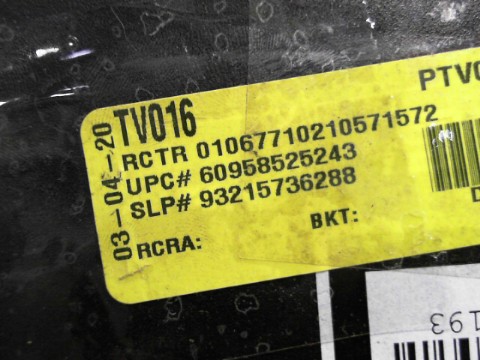 03-04-20
TV016
PTV0
RCTR 01067710210571572
UPC# 60958525243
SLP# 93215736288
RCRA:
BKT:
193